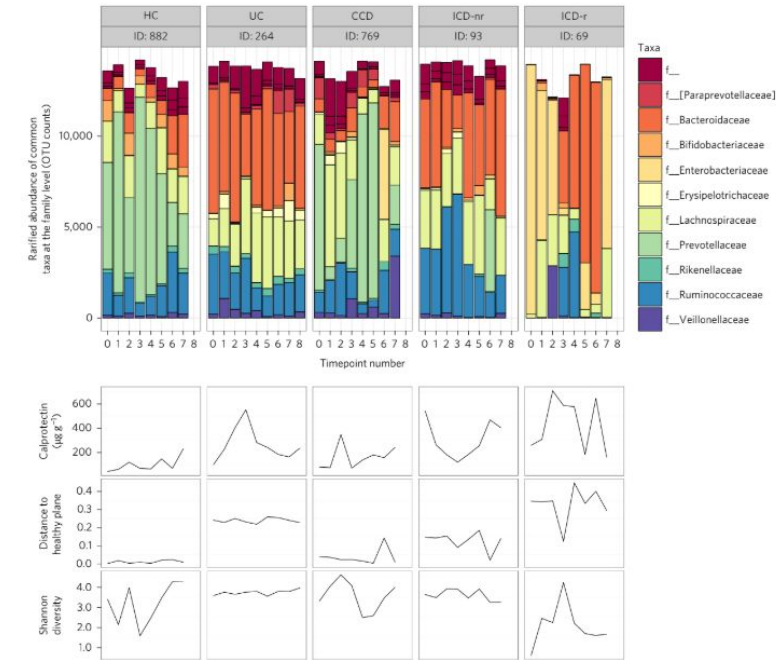 HC UC CCD ICD-nr ICD-r
ID: 882 ID: 264 ID: 769 ID: 93 ID: 69
Rarified abundance of common
taxa at the family level (OTU counts)
10,000
5,000
0
0 1 2 3 4 5 6 7 8 0 1 2 3 4 5 6 7 8 0 1 2 3 4 5 6 7 8 0 1 2 3 4 5 6 7 8 0 1 2 3 4 5 6 7 8
Timepoint number
Taxa
f__
f__[Paraprevotellaceae]
f__Bacteroidaceae
f__Bifidobacteriaceae
f__Enterobacteriaceae
f__Erysipelotrichaceae
f__Lachnospiraceae
f__Prevotellaceae
f__Rikenellaceae
f__Ruminococcaceae
f__Veillonellaceae
Calprotectin
(μg g⁻¹)
600
400
200
Distance to
healthy plane
0.4
0.3
0.2
0.1
0.0
Shannon
diversity
4.0
3.0
2.0
1.0